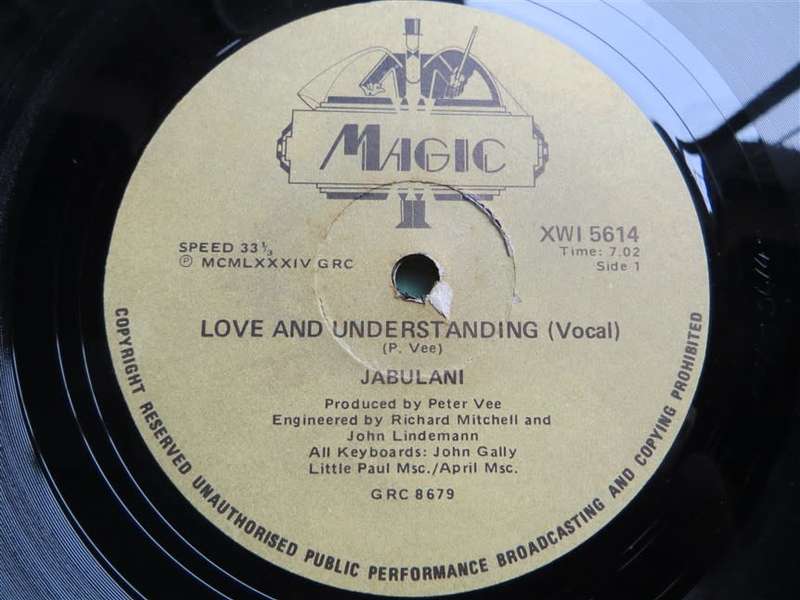 MAGIC
SPEED 33 1/3
℗ MCMLXXXIV GRC
XWI 5614
Time: 7.02
Side 1
LOVE AND UNDERSTANDING (Vocal)
(P. Vee)
JABULANI
Produced by Peter Vee
Engineered by Richard Mitchell and
John Lindemann
All Keyboards: John Gally
Little Paul Msc./April Msc.
GRC 8679
COPYRIGHT RESERVED UNAUTHORISED PUBLIC PERFORMANCE BROADCASTING AND COPYING PROHIBITED